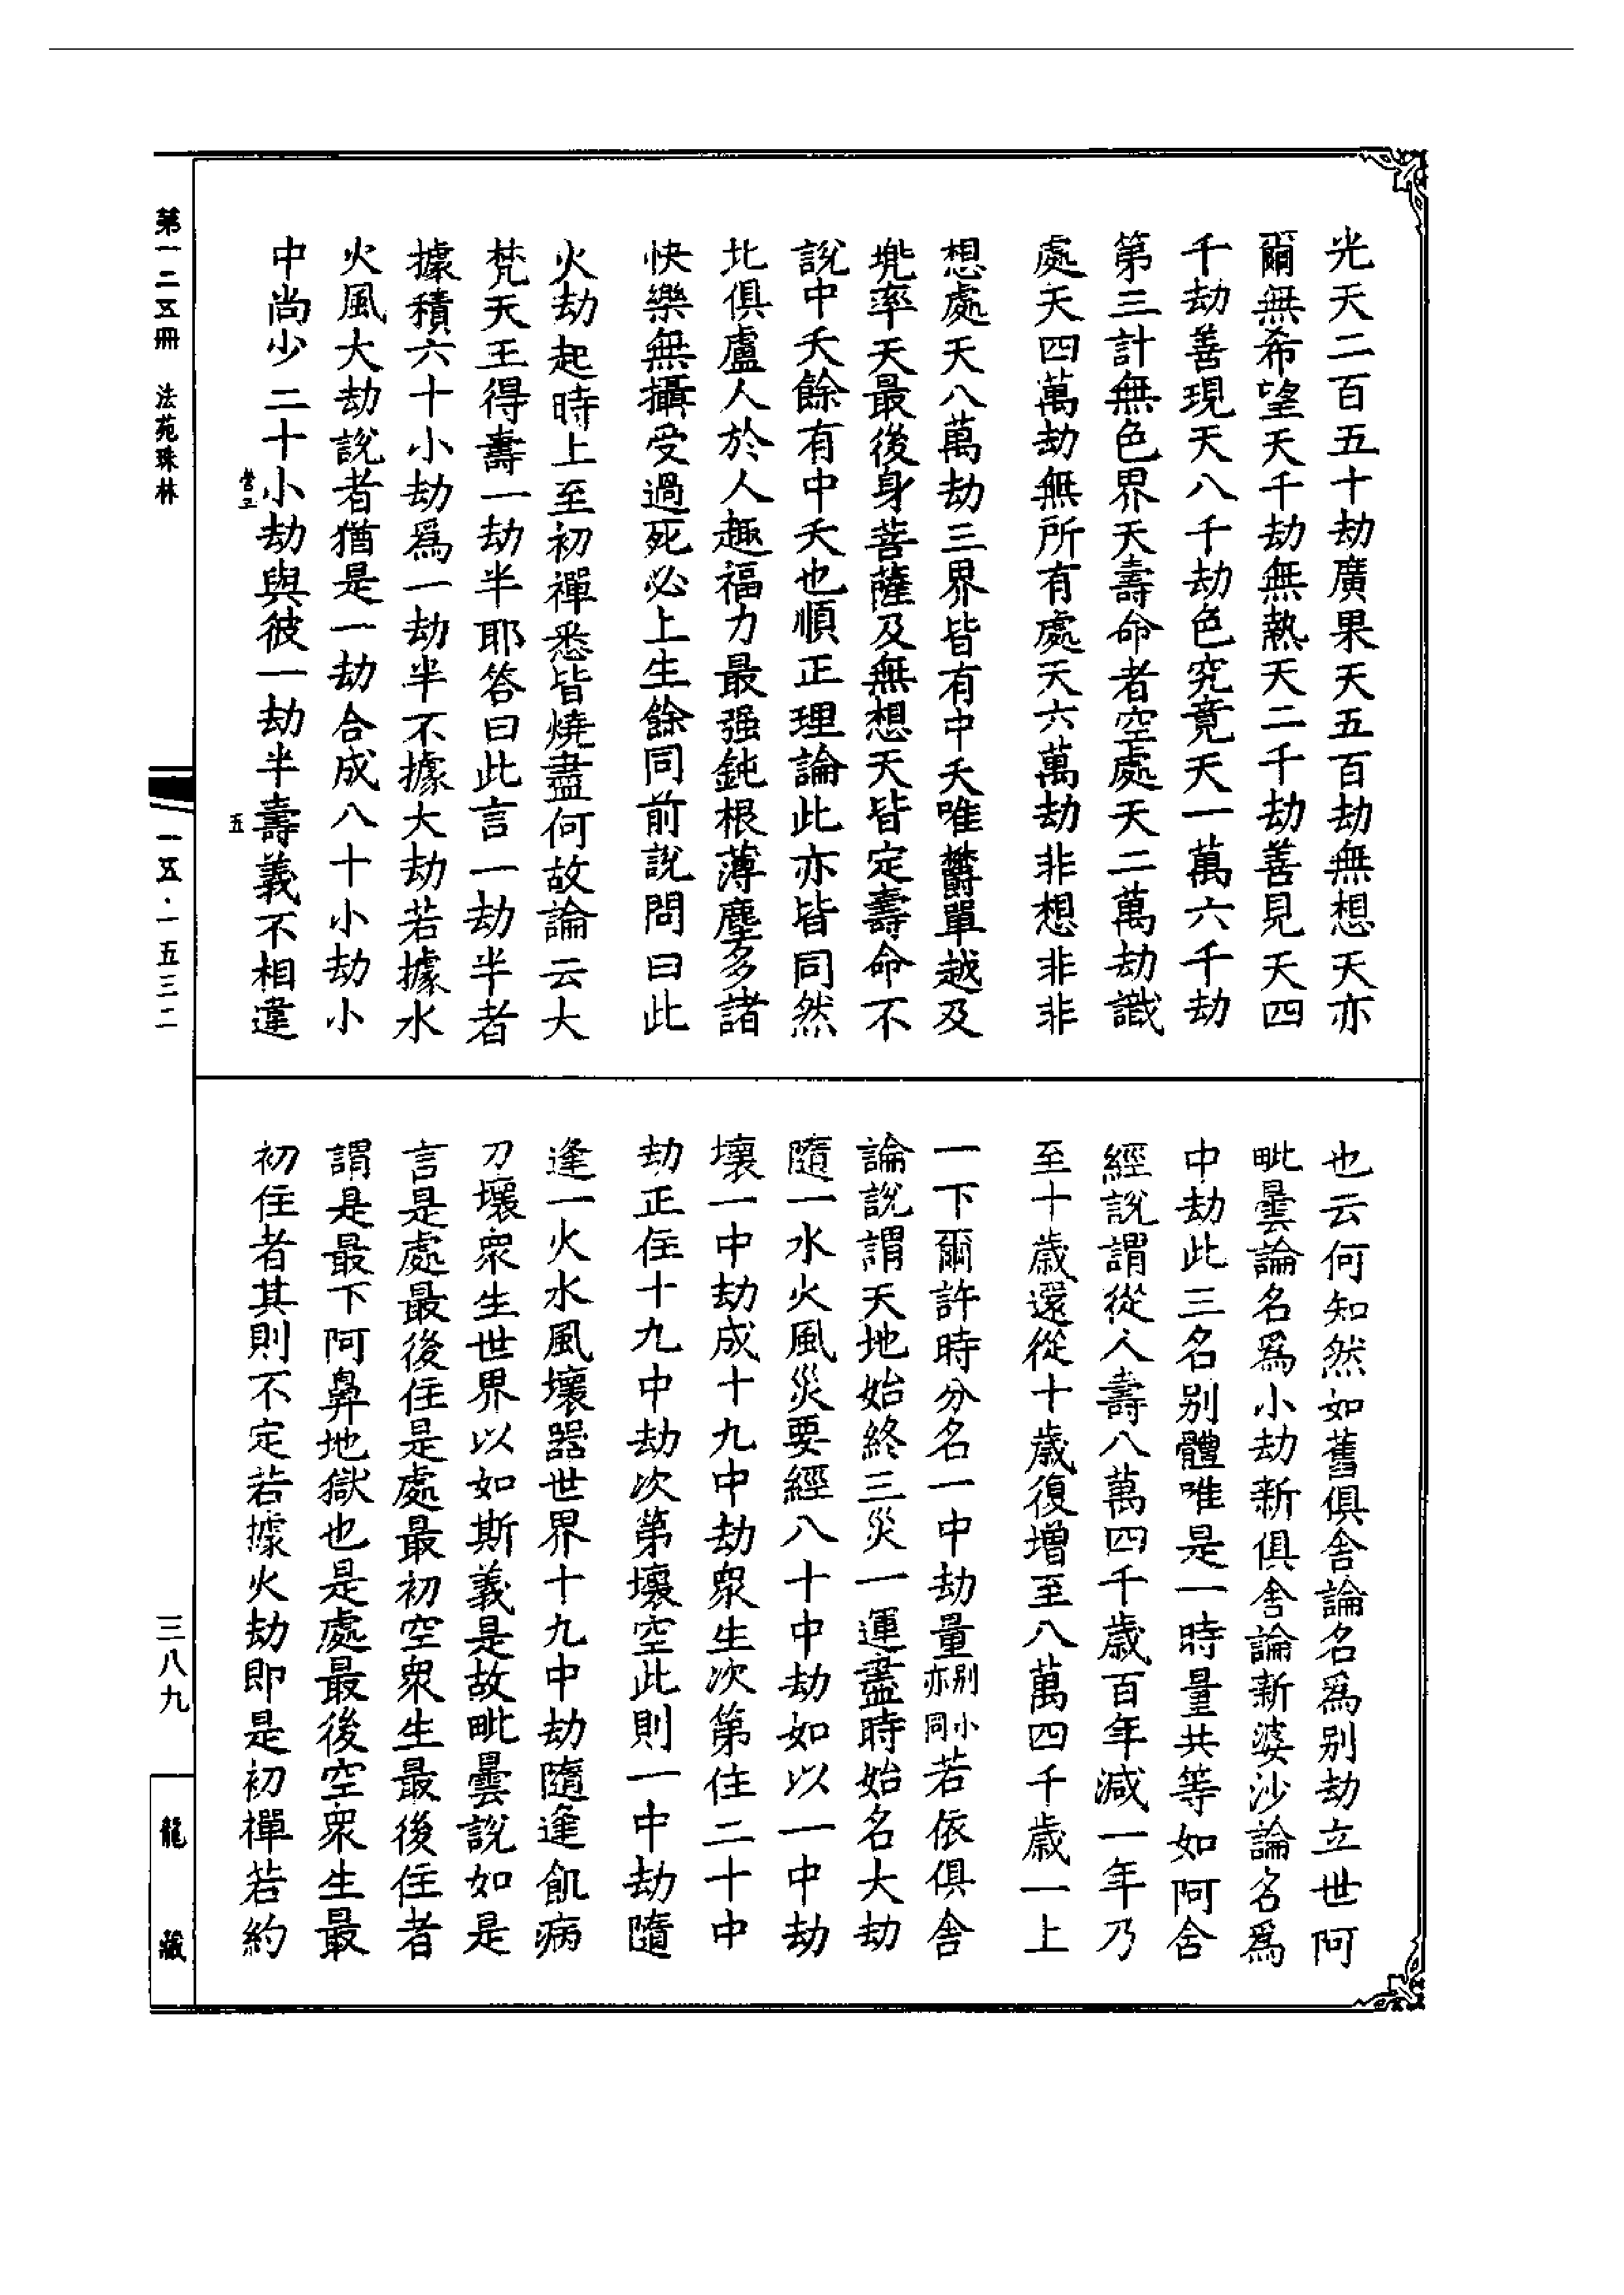 光天二百五十劫廣果天五百劫無想天亦
爾無希望天千劫無熱天二千劫善見天四
千劫善現天八千劫色究竟天一萬六千劫
第三計無色界天壽命者空處天二萬劫識
處天四萬劫無所有處天六萬劫非想非非
想處天八萬劫三界皆有中夭唯欝單越及
兠率天最後身菩薩及無想天皆定壽命不
說中夭餘有中夭也順正理論此亦皆同然
北俱盧人於人趣福力最强鈍根薄塵多諸
快樂無攝受過死必上生餘同前說問曰此
火劫起時上至初禪悉皆燒盡何故論云大
梵天王得壽一劫半耶答曰此言一劫半者
據積六十小劫爲一劫半不據大劫若據水
火風大劫說者猶是一劫合成八十小劫小
中尚少二十小劫與彼一劫半壽義不相違
五
也云何知然如舊俱舍論名爲別劫立世阿
毗曇論名爲小劫新俱舍論新婆沙論名爲
中劫此三名別體唯是一時量共等如阿含
經說謂從人壽八萬四千歲百年減一年乃
至十歲還從十歲復增至八萬四千歲一上
一下爾許時分名一中劫量別小亦同若依俱舍
論說謂天地始終三災一運盡時始名大劫
隨一水火風災要經八十中劫如以一中劫
壞一中劫成十九中劫衆生次第住二十中
劫正住十九中劫次第壞空此則一中劫隨
逢一火水風壞器世界十九中劫隨逢飢病
刀壞衆生世界以如斯義是故毗曇說如是
言是處最後住是處最初空衆生最後住者
謂是最下阿鼻地獄也是處最後空衆生最
初住者其則不定若據火劫即是初禪若約
第一二五冊 法苑珠林
一五·一五三二
三八九
龍藏